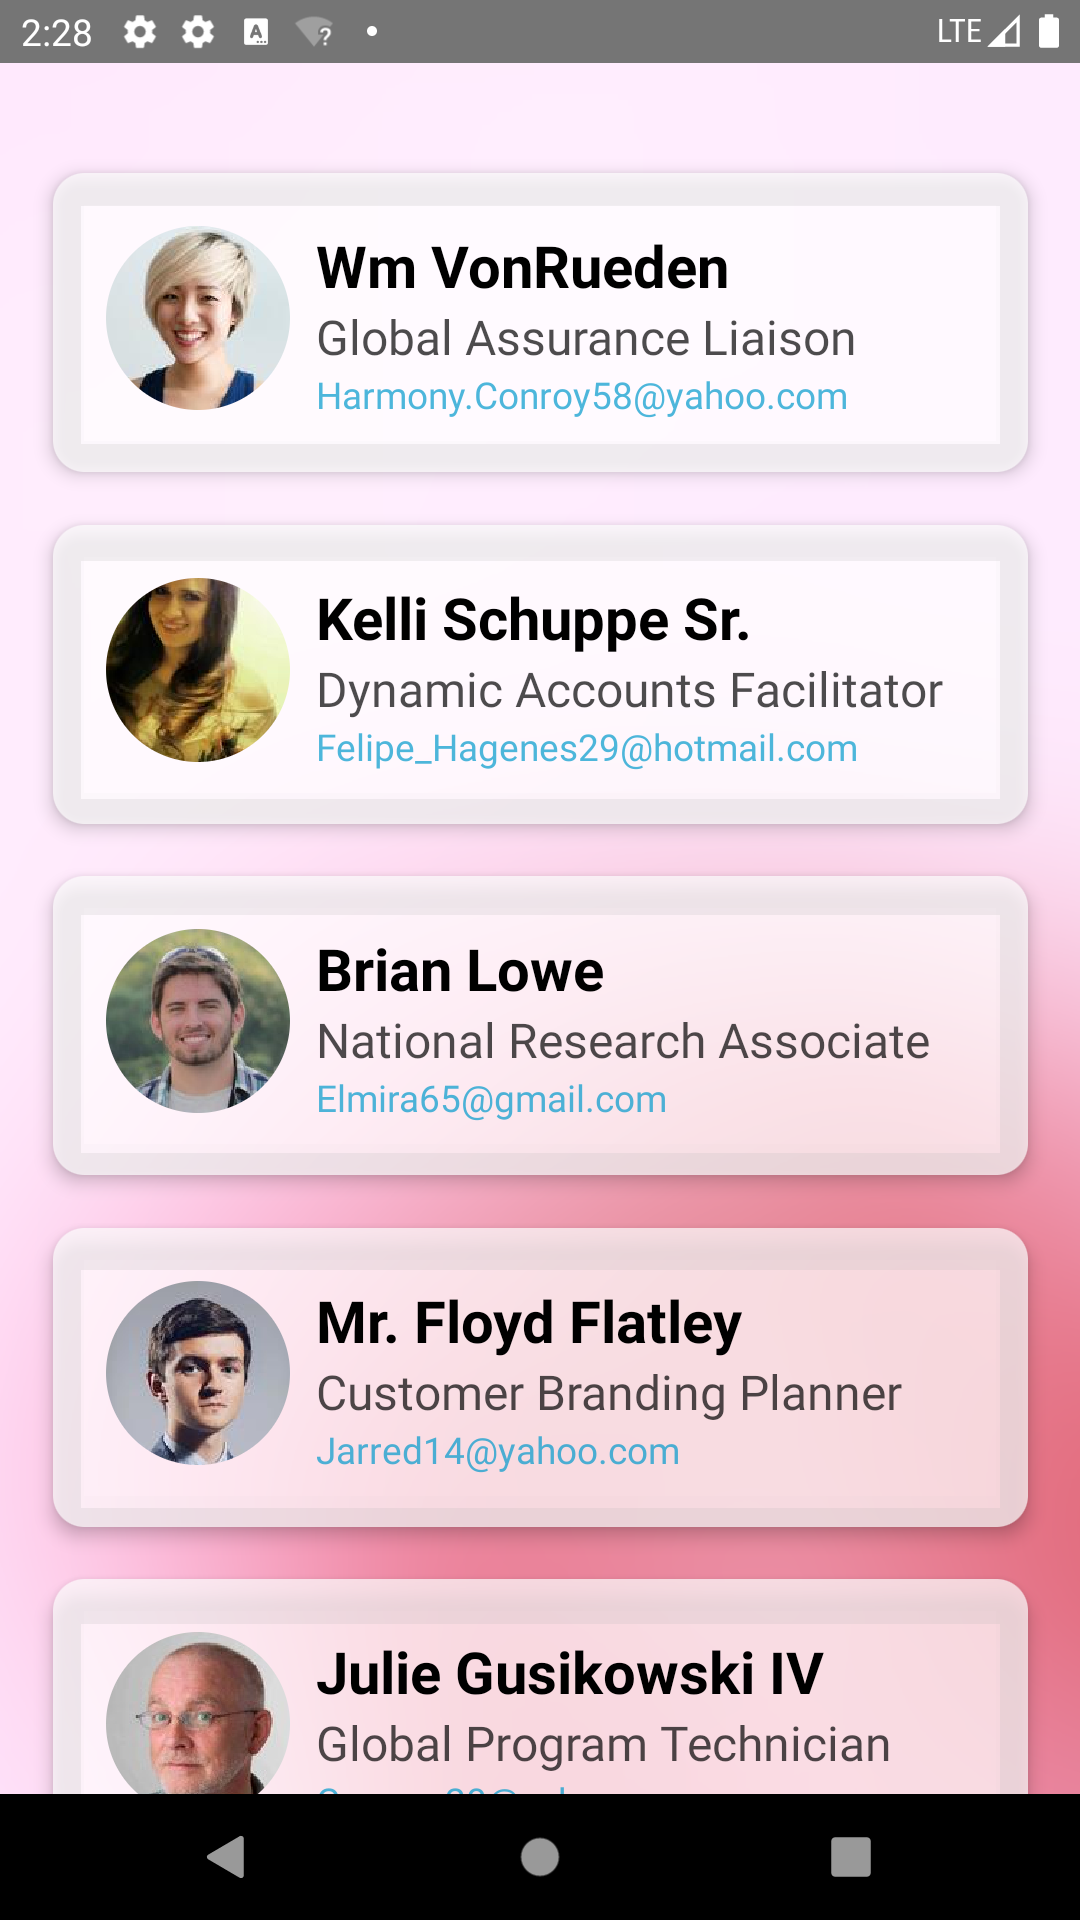 2:28
LTE
Wm VonRueden
Global Assurance Liaison
Harmony.Conroy58@yahoo.com
Kelli Schuppe Sr.
Dynamic Accounts Facilitator
Felipe_Hagenes29@hotmail.com
Brian Lowe
National Research Associate
Elmira65@gmail.com
Mr. Floyd Flatley
Customer Branding Planner
Jarred14@yahoo.com
Julie Gusikowski IV
Global Program Technician